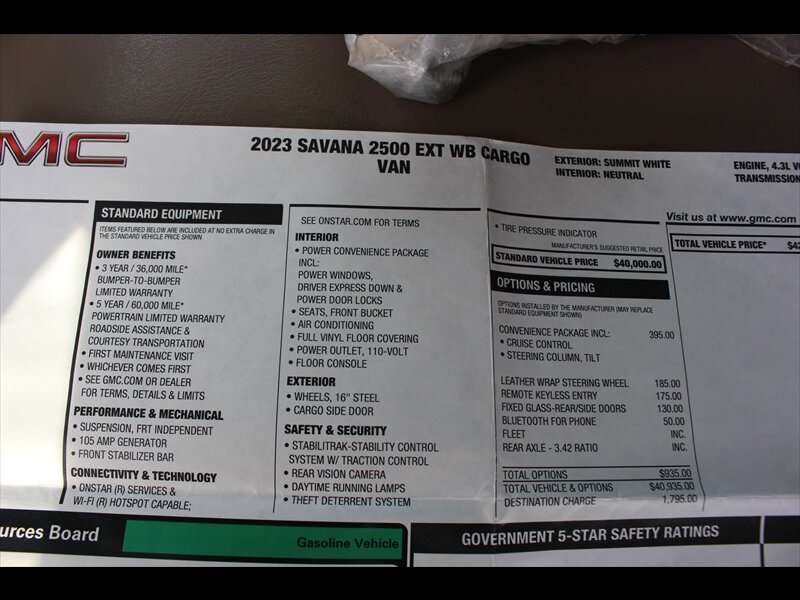 GMC
2023 SAVANA 2500 EXT WB CARGO
VAN
EXTERIOR: SUMMIT WHITE
INTERIOR: NEUTRAL
ENGINE, 4.3L
TRANSMISSION
STANDARD EQUIPMENT
ITEMS FEATURED BELOW ARE INCLUDED AT NO EXTRA CHARGE IN
THE STANDARD VEHICLE PRICE SHOWN
OWNER BENEFITS
• 3 YEAR / 36,000 MILE*
BUMPER-TO-BUMPER
LIMITED WARRANTY
• 5 YEAR / 60,000 MILE*
POWERTRAIN LIMITED WARRANTY
ROADSIDE ASSISTANCE &
COURTESY TRANSPORTATION
• FIRST MAINTENANCE VISIT
• WHICHEVER COMES FIRST
• SEE GMC.COM OR DEALER
FOR TERMS, DETAILS & LIMITS
PERFORMANCE & MECHANICAL
• SUSPENSION, FRT INDEPENDENT
• 105 AMP GENERATOR
• FRONT STABILIZER BAR
CONNECTIVITY & TECHNOLOGY
• ONSTAR (R) SERVICES &
WI-FI (R) HOTSPOT CAPABLE;
SEE ONSTAR.COM FOR TERMS
INTERIOR
• POWER CONVENIENCE PACKAGE
INCL:
POWER WINDOWS,
DRIVER EXPRESS DOWN &
POWER DOOR LOCKS
• SEATS, FRONT BUCKET
• AIR CONDITIONING
• FULL VINYL FLOOR COVERING
• POWER OUTLET, 110-VOLT
• FLOOR CONSOLE
EXTERIOR
• WHEELS, 16" STEEL
• CARGO SIDE DOOR
SAFETY & SECURITY
• STABILITRAK-STABILITY CONTROL
SYSTEM W/ TRACTION CONTROL
• REAR VISION CAMERA
• DAYTIME RUNNING LAMPS
• THEFT DETERRENT SYSTEM
• TIRE PRESSURE INDICATOR
MANUFACTURER'S SUGGESTED RETAIL PRICE
STANDARD VEHICLE PRICE $40,000.00
OPTIONS & PRICING
OPTIONS INSTALLED BY THE MANUFACTURER (MAY REPLACE
STANDARD EQUIPMENT SHOWN)
CONVENIENCE PACKAGE INCL: 395.00
• CRUISE CONTROL
• STEERING COLUMN, TILT
LEATHER WRAP STEERING WHEEL 185.00
REMOTE KEYLESS ENTRY 175.00
FIXED GLASS-REAR/SIDE DOORS 130.00
BLUETOOTH FOR PHONE 50.00
FLEET INC.
REAR AXLE - 3.42 RATIO INC.
TOTAL OPTIONS $935.00
TOTAL VEHICLE & OPTIONS $40,935.00
DESTINATION CHARGE 1,795.00
Visit us at www.gmc.com
TOTAL VEHICLE PRICE* $42
Board
Gasoline Vehicle
GOVERNMENT 5-STAR SAFETY RATINGS